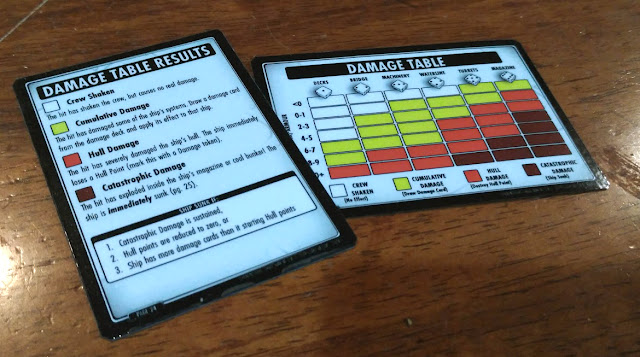 DAMAGE TABLE RESULTS
Crew Shaken
The hit has shaken the crew, but causes no real damage.
Cumulative Damage
The hit has damaged some of the ship's systems. Draw a damage card
from the damage deck and apply its effect to that ship.
Hull Damage
The hit has severely damaged the ship's hull. The ship immediately
loses a Hull Point (mark this with a Damage token).
Catastrophic Damage
The hit has exploded inside the ship's magazine or coal bunker! The
ship is immediately sunk (pg. 25).
SHIP SUNK IF
1. Catastrophic Damage is sustained,
2. Hull points are reduced to zero, or
3. Ship has more damage cards than it starting Hull points
DAMAGE TABLE
DECKS BRIDGE MACHINERY WATERLINE TURRETS MAGAZINE
<0
0-1
2-3
4-5
6-7
8-9
CREW SHAKEN (No Effect)
CUMULATIVE DAMAGE (Draw Damage Card)
HULL DAMAGE (Destroy Hull Point)
CATASTROPHIC DAMAGE (Ship Sunk)